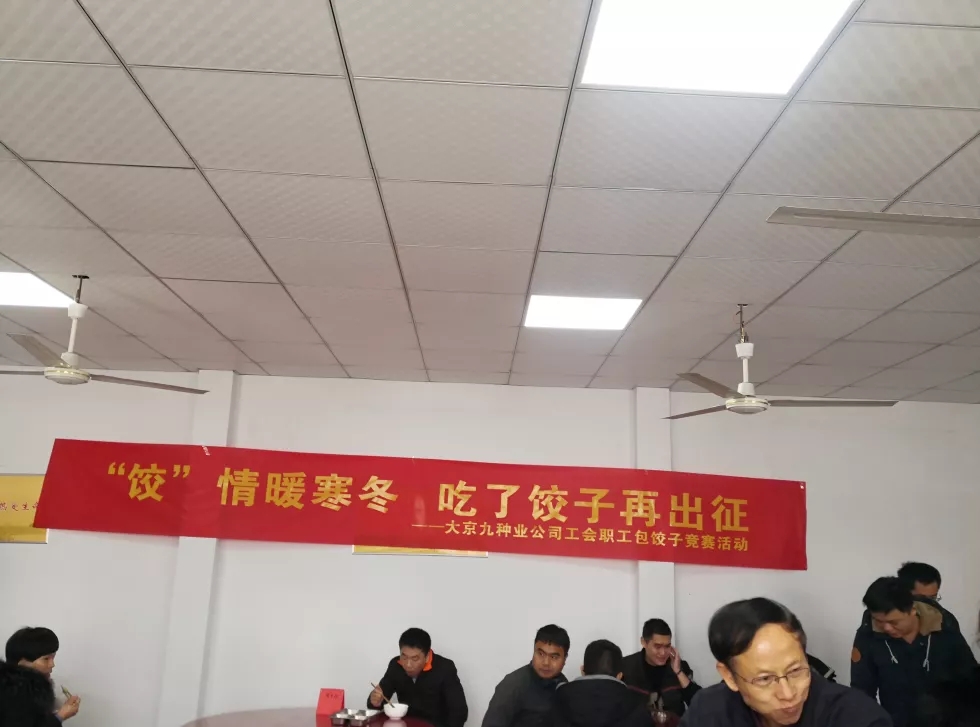 “饺”情暖寒冬 吃了饺子再出征
——大京九种业公司工会职工包饺子竞赛活动